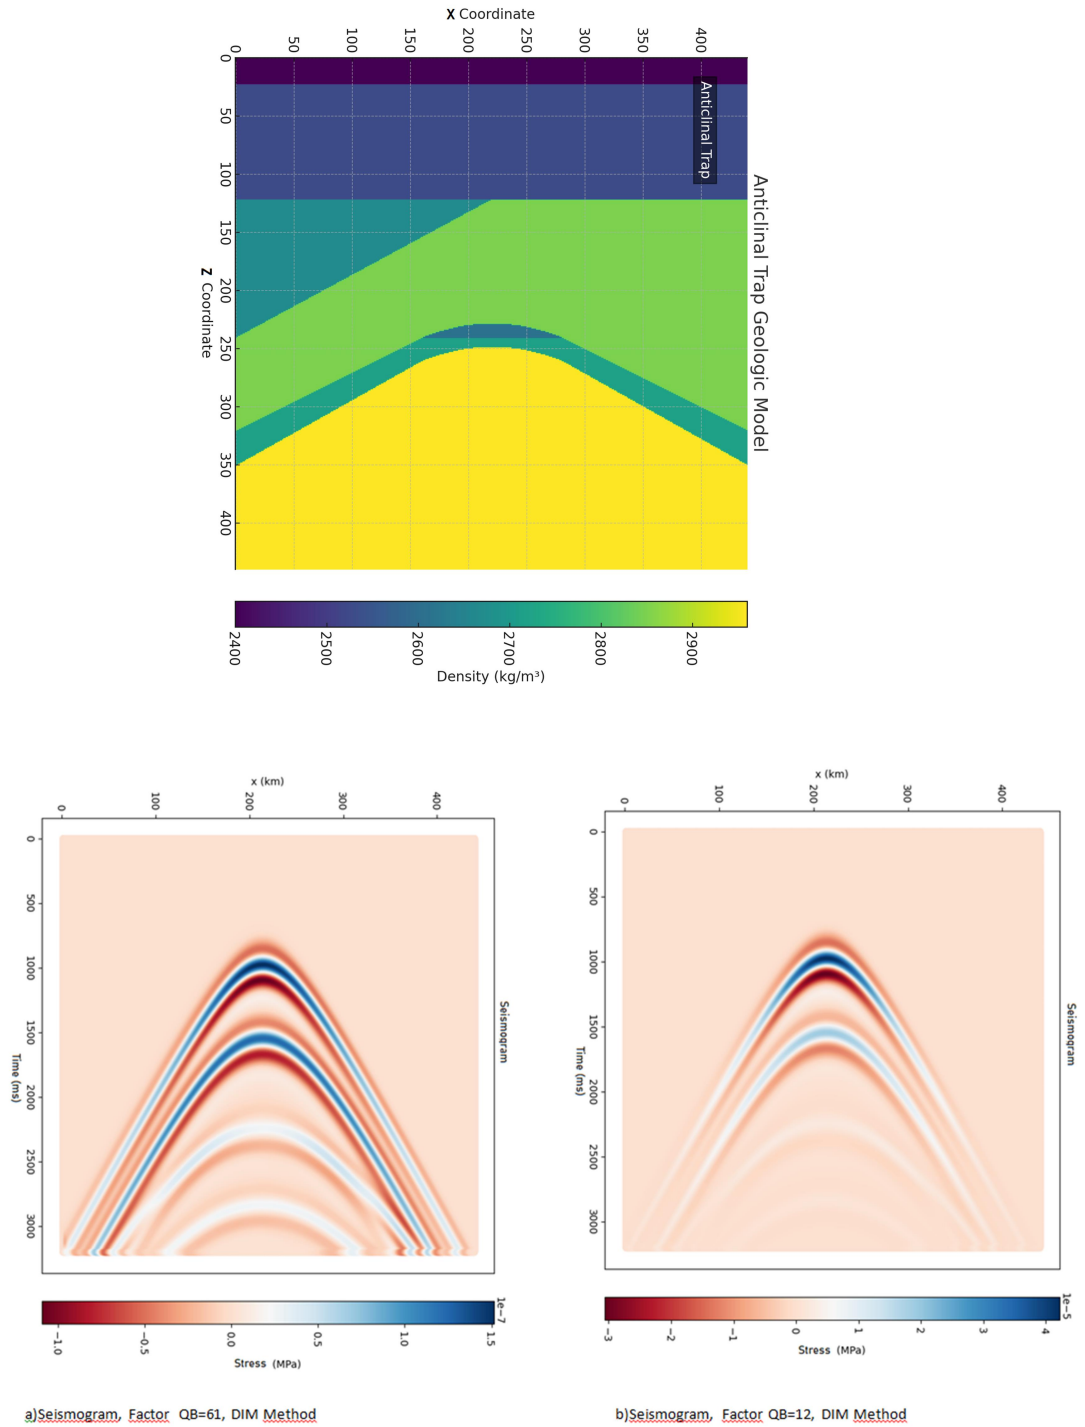 X Coordinate
0 50 100 150 200 250 300 350 400
0
50
100
150
200
250
300
350
400
Z Coordinate
Anticlinal Trap
Anticlinal Trap Geologic Model
2400 2500 2600 2700 2800 2900
Density (kg/m³)
x (km)
0 100 200 300 400
0
500
1000
1500
2000
2500
3000
Time (ms)
Seismogram
1e−7
−1.0 −0.5 0.0 0.5 1.0 1.5
Stress (MPa)
a)Seismogram, Factor QB=61, DIM Method
x (km)
0 100 200 300 400
0
500
1000
1500
2000
2500
3000
Time (ms)
Seismogram
1e−5
−3 −2 −1 0 1 2 3 4
Stress (MPa)
b)Seismogram, Factor QB=12, DIM Method